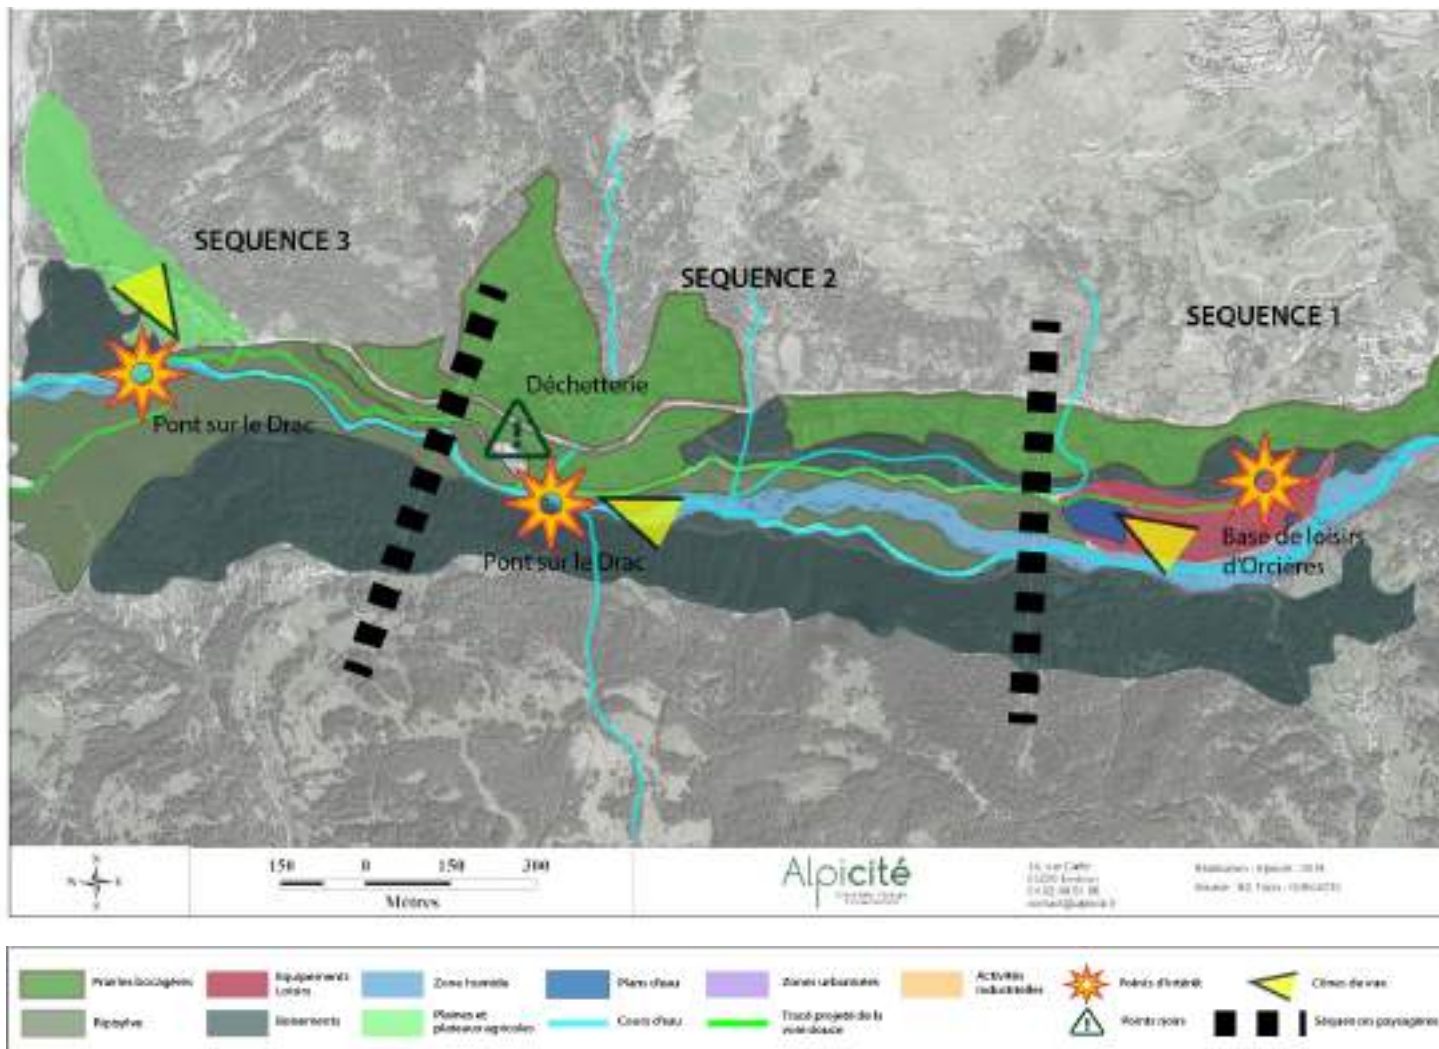 SEQUENCE 3
SEQUENCE 2
SEQUENCE 1
Déchetterie
Pont sur le Drac
Pont sur le Drac
Base de loisirs
d'Orcières
150 0 150 300
Mètres
Alpicité
Prairies bocagères
Equipements
Loisirs
Zone humide
Plans d'eau
Zones urbanisées
Activités
industrielles
Points d'intérêt
Cônes de vue
Ripisylve
Boisements
Plaines et
plateaux agricoles
Cours d'eau
Tracé projeté de la
voie douce
Points noirs
Séquences paysagères